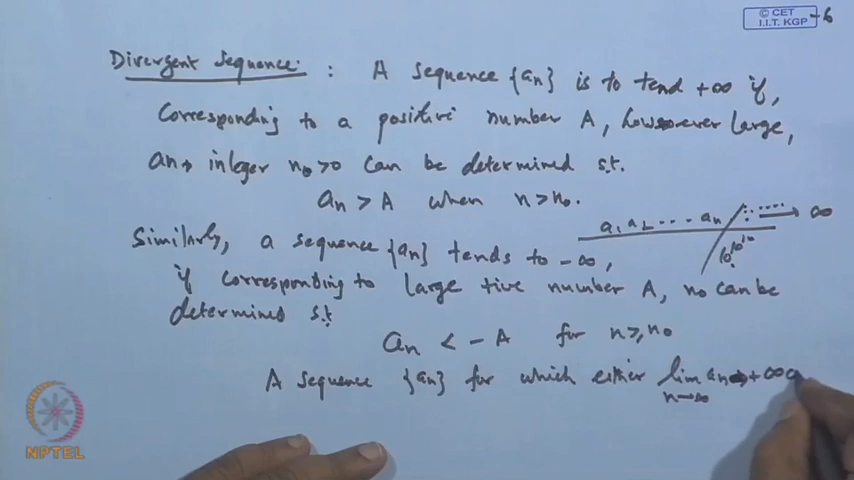 © CET
I.I.T. KGP
-6
Divergent Sequence : A sequence {an} is to tend +∞ if,
Corresponding to a positive number A, however large,
an integer n₀>0 can be determined s.t.
an > A when n>n₀.
a₁ a₂ ... an ...... → ∞
10^10^10
Similarly, a sequence {an} tends to -∞,
if corresponding to large +ive number A, n₀ can be
determined s.t
an < -A for n≥n₀
A sequence {an} for which either lim an → +∞
n→∞
NPTEL